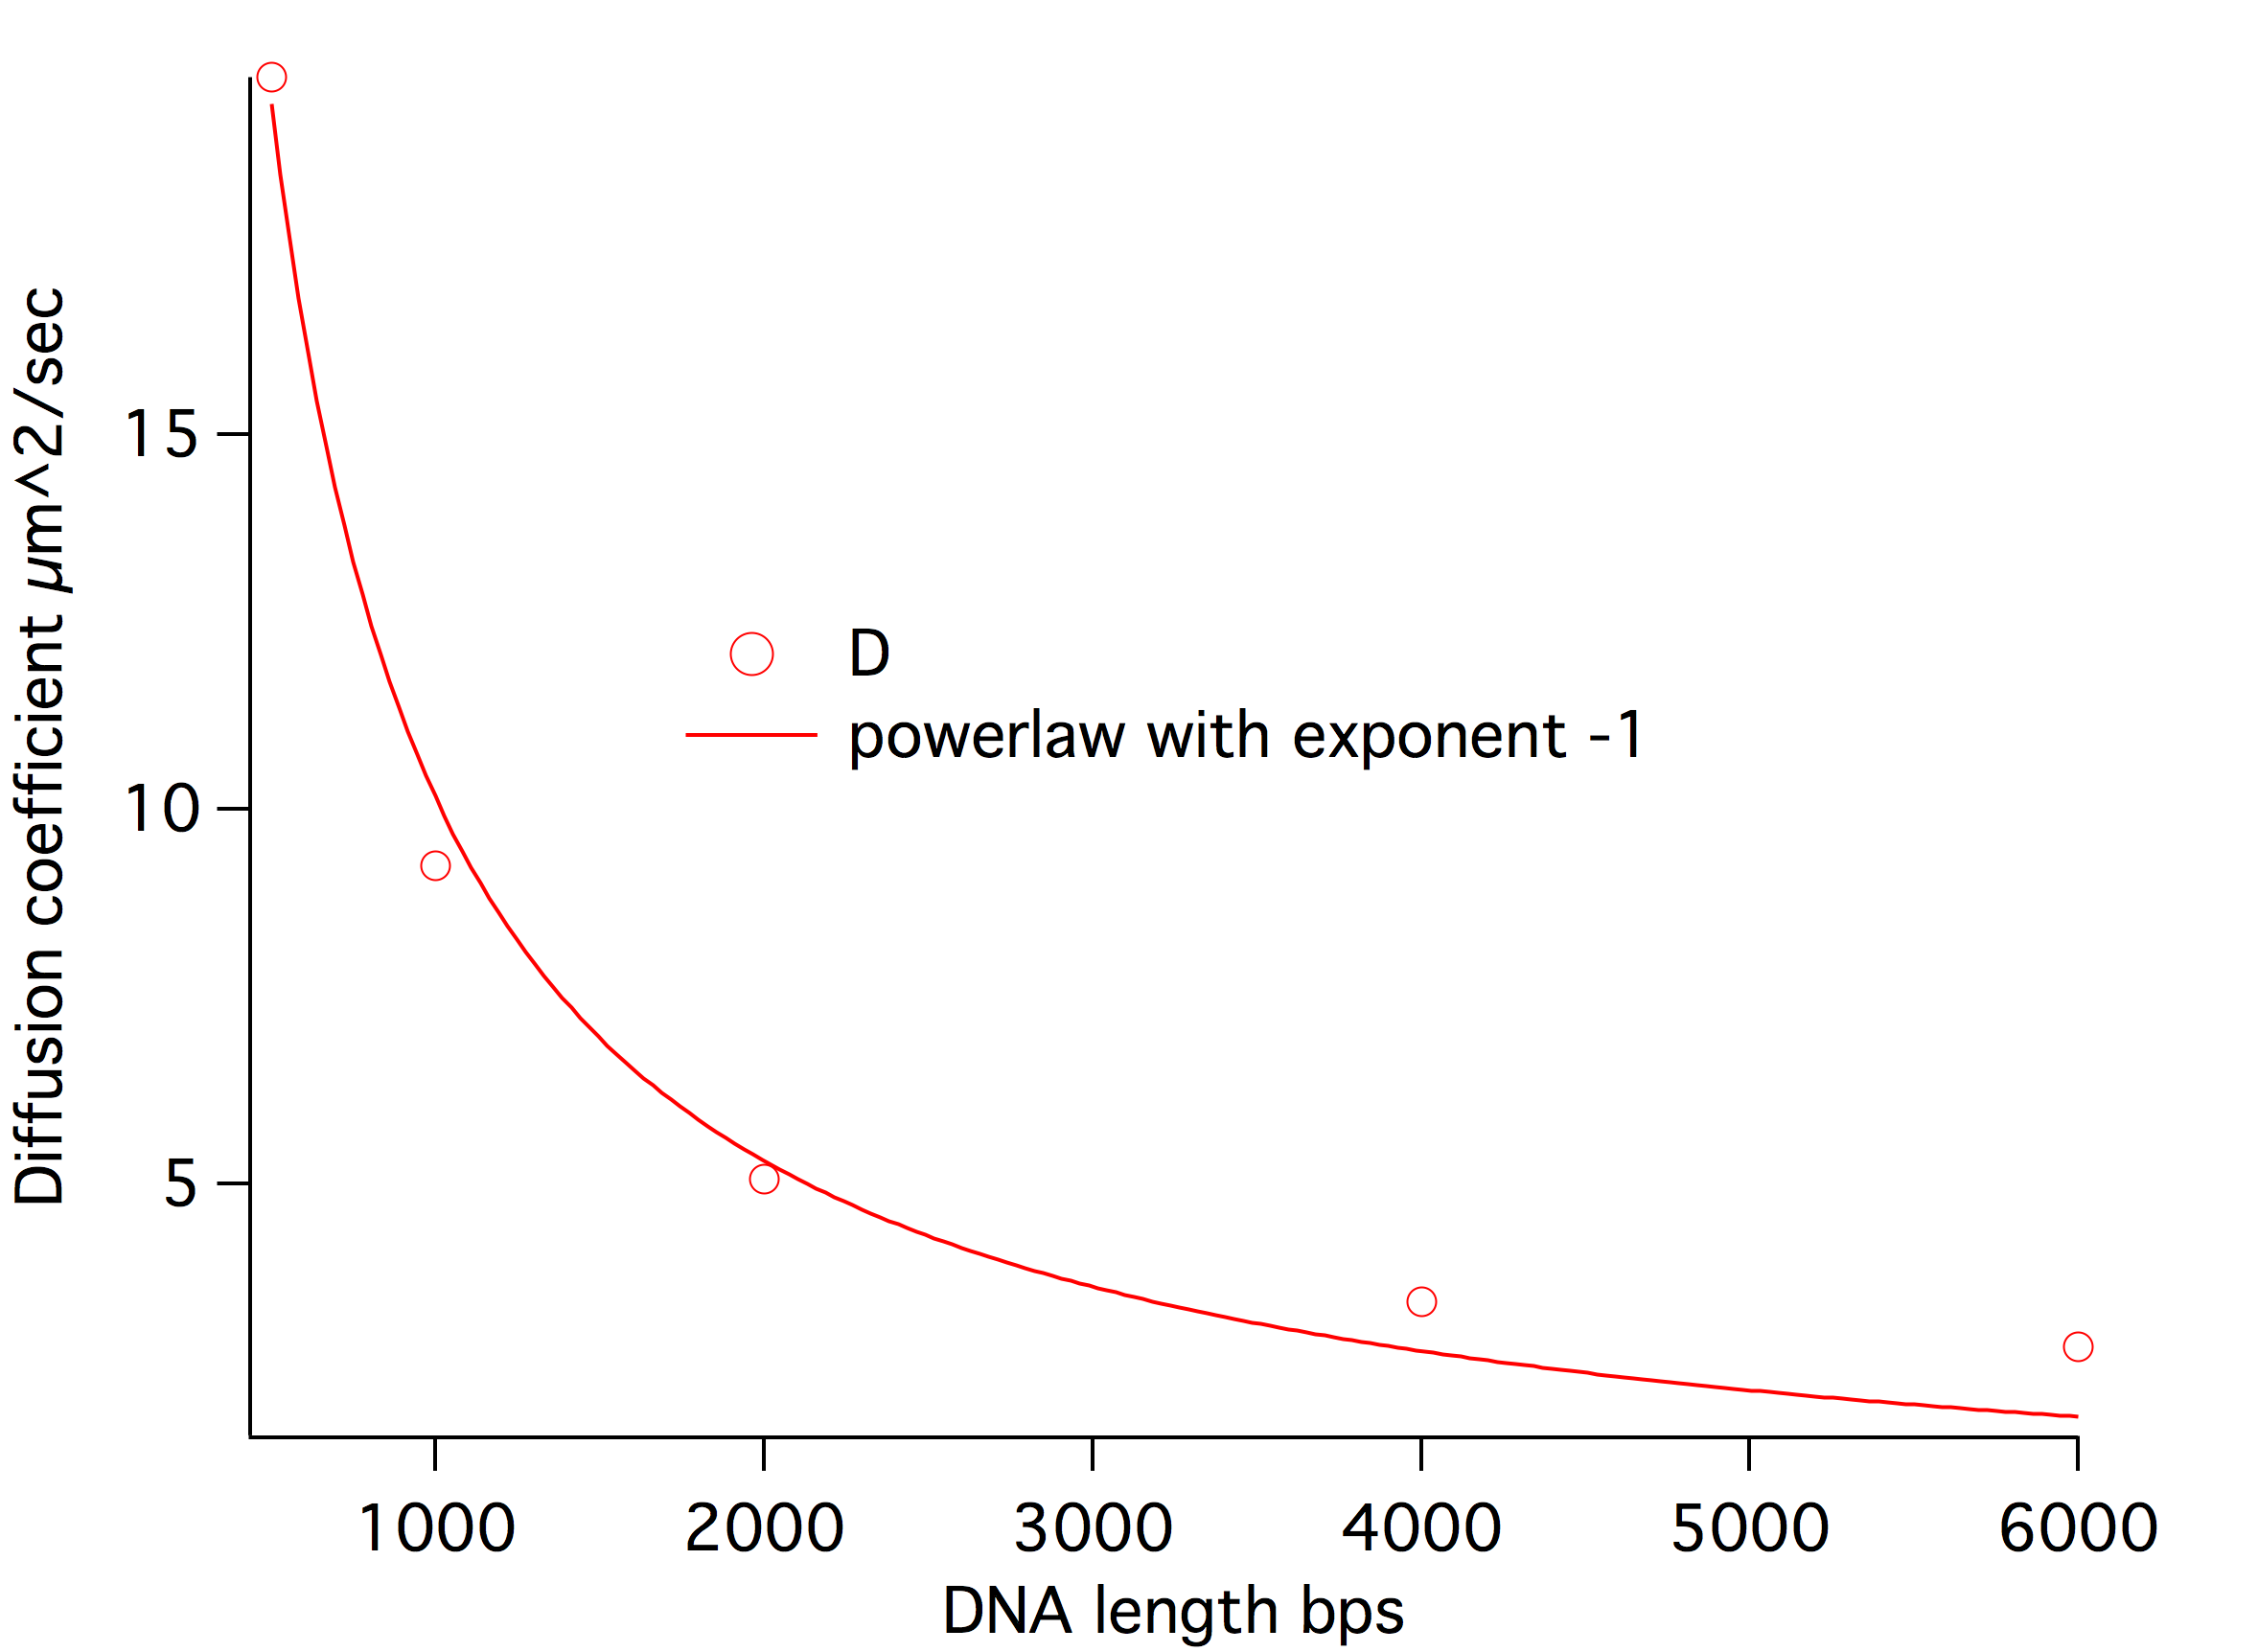 Diffusion coefficient µm^2/sec
15
10
5
D
powerlaw with exponent -1
1000 2000 3000 4000 5000 6000
DNA length bps